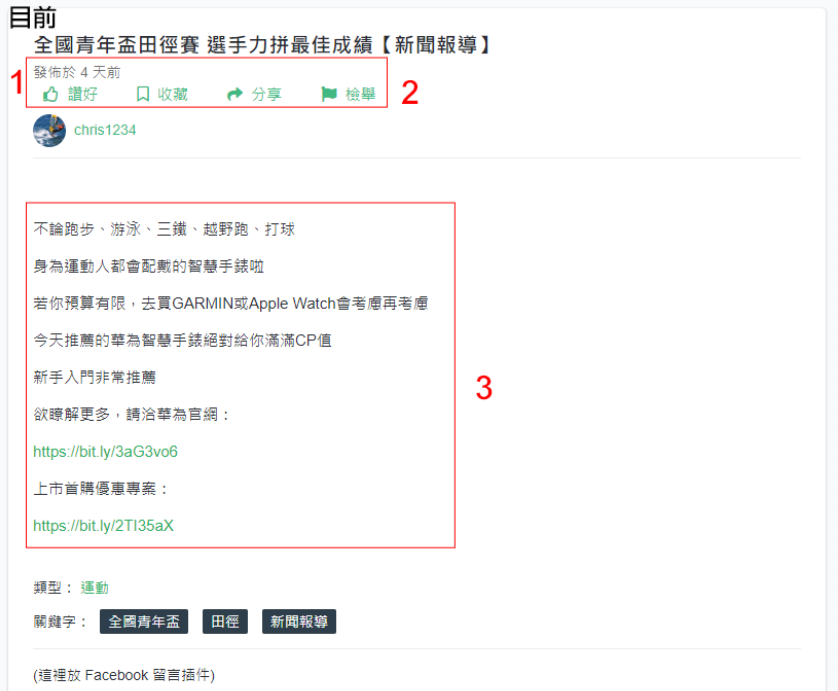 目前
全國青年盃田徑賽 選手力拼最佳成績【新聞報導】
1
發佈於 4 天前
讚好 收藏 分享 檢舉
2
chris1234
不論跑步、游泳、三鐵、越野跑、打球
身為運動人都會配戴的智慧手錶啦
若你預算有限，去買GARMIN或Apple Watch會考慮再考慮
今天推薦的華為智慧手錶絕對給你滿滿CP值
新手入門非常推薦
3
欲瞭解更多，請洽華為官網：
https://bit.ly/3aG3vo6
上市首購優惠專案：
https://bit.ly/2TI35aX
類型： 運動
關鍵字： 全國青年盃 田徑 新聞報導
(這裡放 Facebook 留言插件)